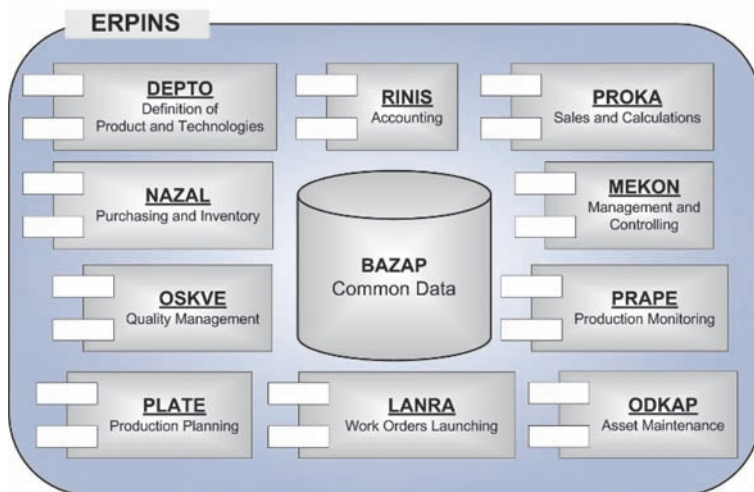 ERPINS
DEPTO
Definition of
Product and Technologies
RINIS
Accounting
PROKA
Sales and Calculations
NAZAL
Purchasing and Inventory
BAZAP
Common Data
MEKON
Management and
Controlling
OSKVE
Quality Management
PRAPE
Production Monitoring
PLATE
Production Planning
LANRA
Work Orders Launching
ODKAP
Asset Maintenance